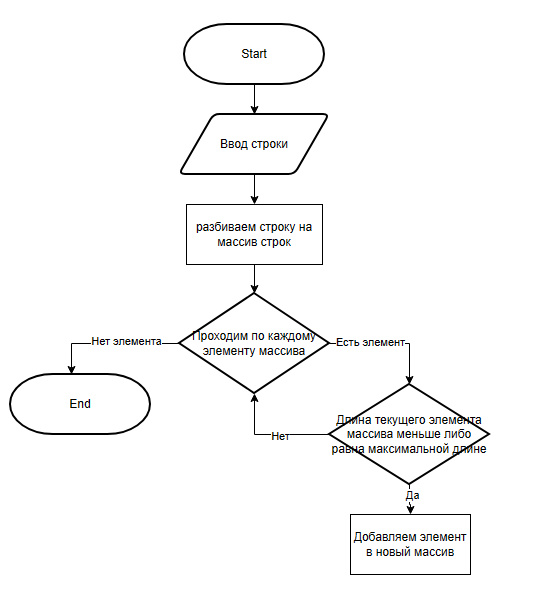 Start
Ввод строки
разбиваем строку на
массив строк
Проходим по каждому
элементу массива
Нет элемента
Есть элемент
End
Длина текущего элемента
массива меньше либо
равна максимальной длине
Нет
Да
Добавляем элемент
в новый массив